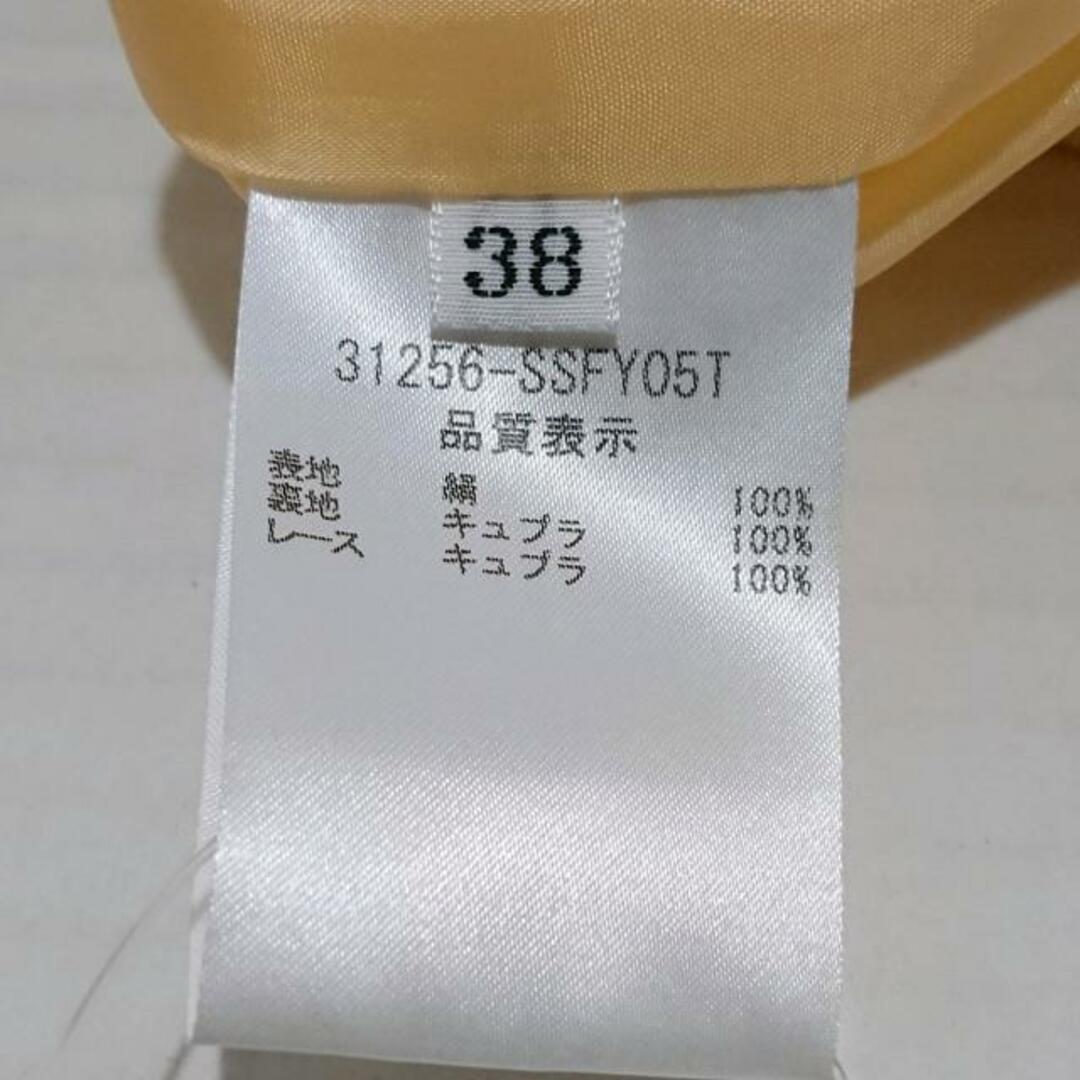 38
31256-SSFY05T
品質表示
表地 絹 100%
裏地 キュプラ 100%
レース キュプラ 100%